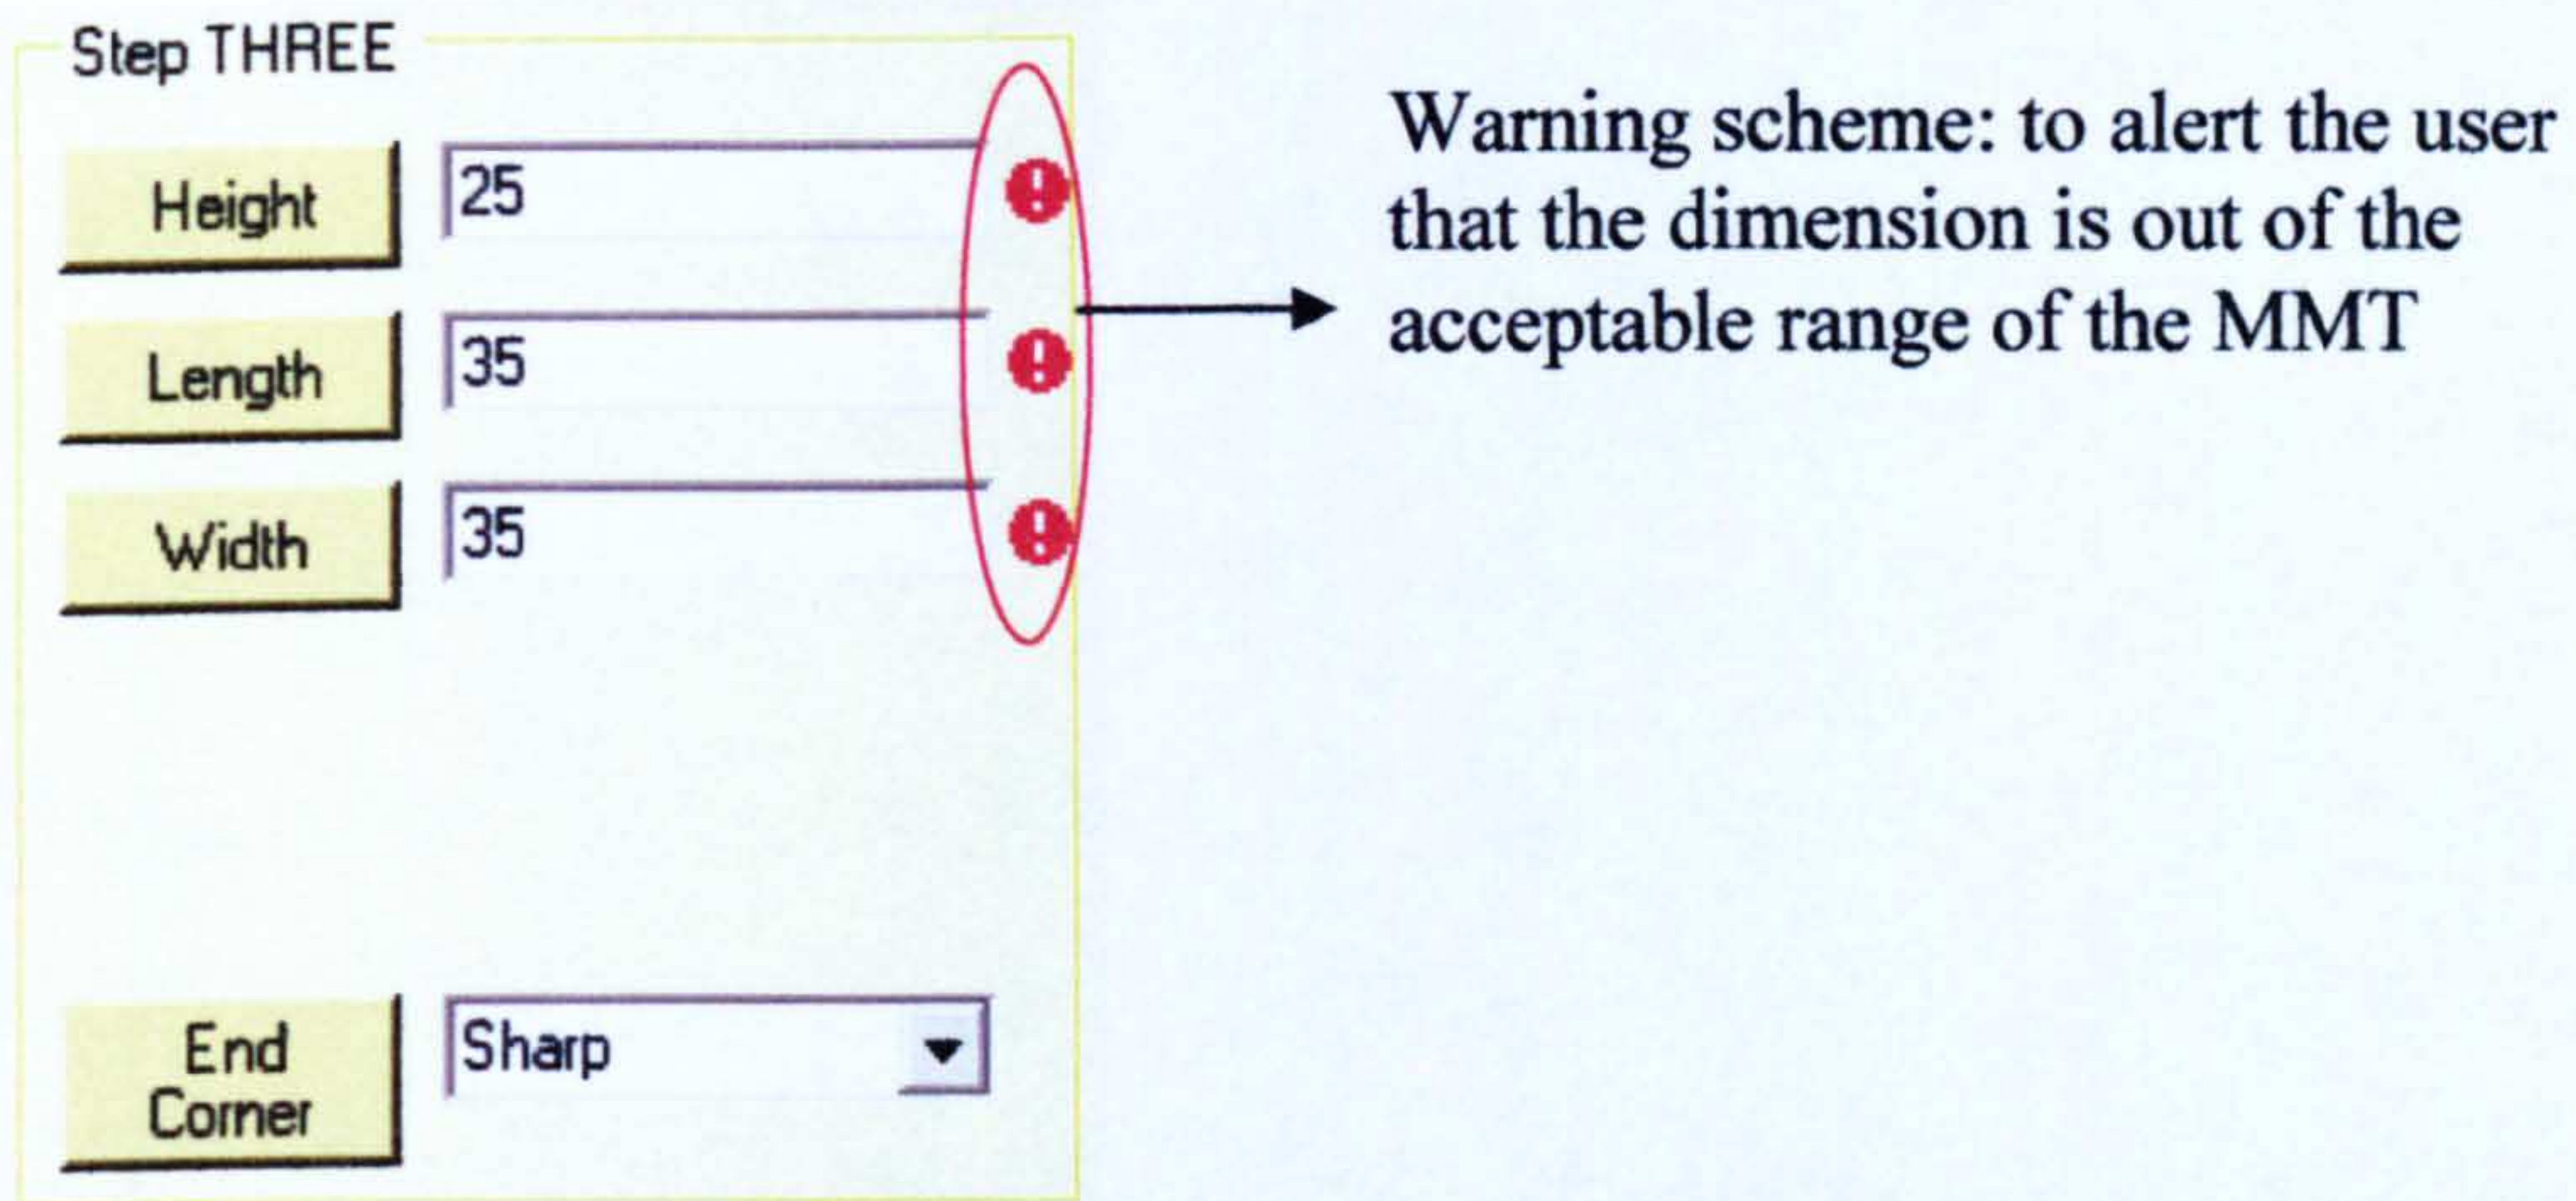 Step THREE
Height
25
Length
35
Width
35
End
Corner
Sharp
Warning scheme: to alert the user
that the dimension is out of the
acceptable range of the MMT